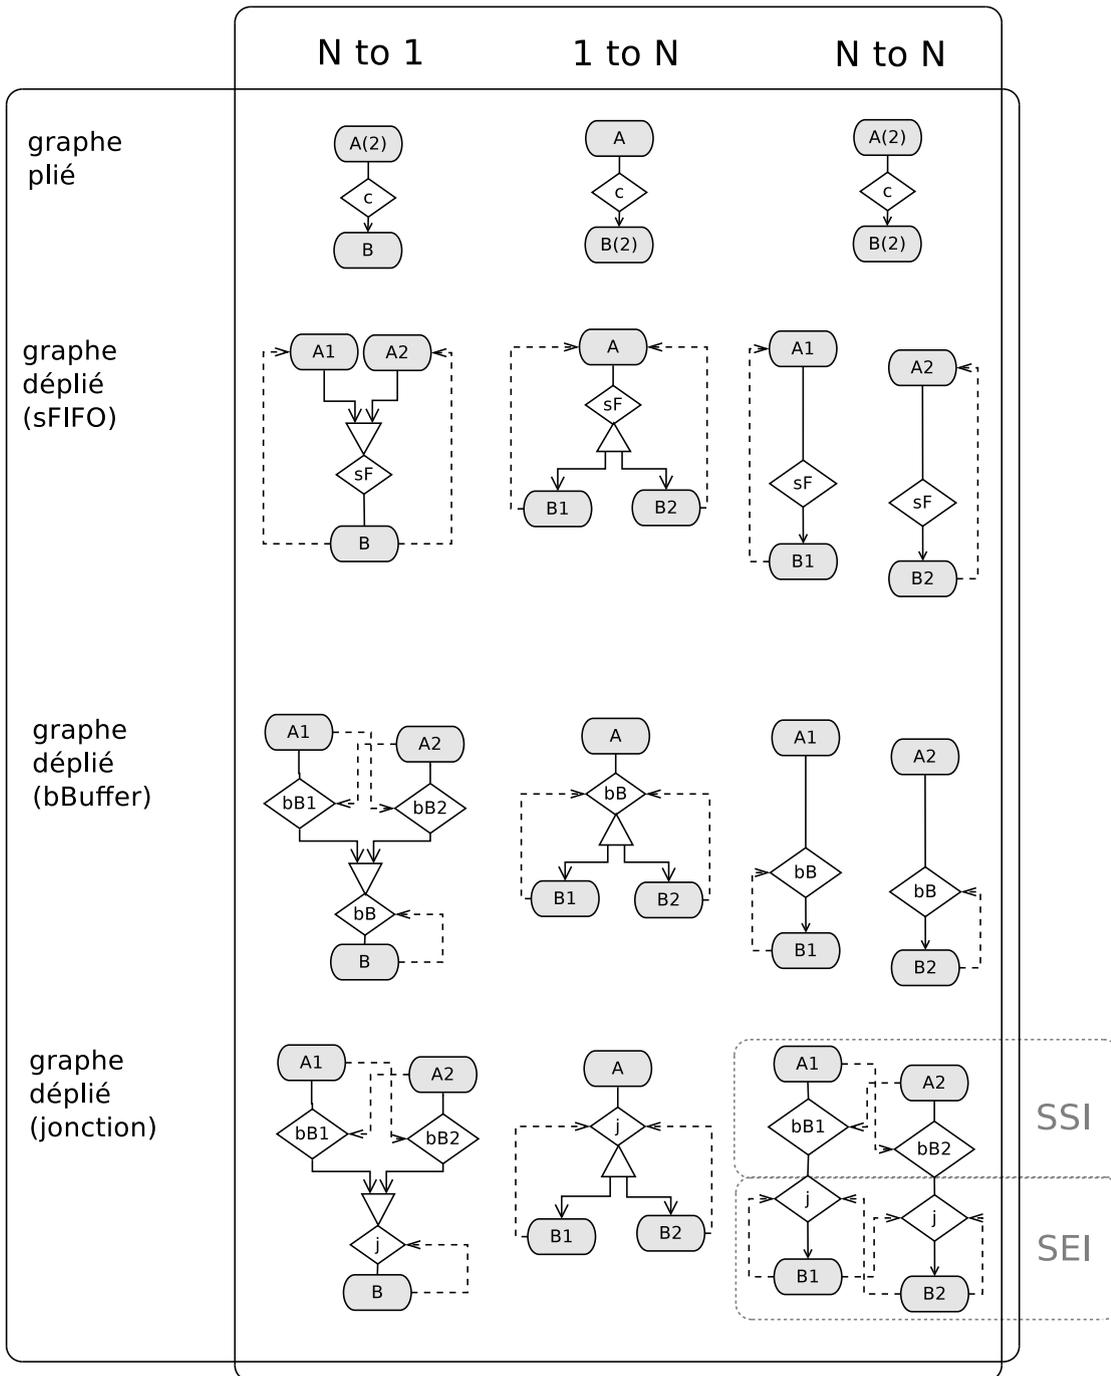 N to 1
1 to N
N to N
graphe
plié
A(2)
c
B
A
c
B(2)
A(2)
c
B(2)
graphe
déplié
(sFIFO)
A1
A2
sF
B
A
sF
B1
B2
A1
sF
B1
A2
sF
B2
graphe
déplié
(bBuffer)
A1
A2
bB1
bB2
bB
B
A
bB
B1
B2
A1
bB
B1
A2
bB
B2
graphe
déplié
(jonction)
A1
A2
bB1
bB2
j
B
A
j
B1
B2
A1
A2
bB1
bB2
j
j
B1
B2
SSI
SEI